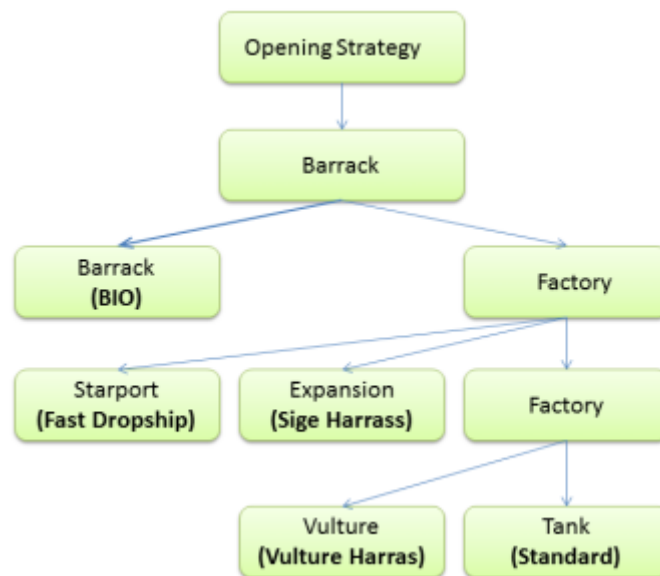 Opening Strategy
Barrack
Barrack
(BIO)
Factory
Starport
(Fast Dropship)
Expansion
(Sige Harrass)
Factory
Vulture
(Vulture Harras)
Tank
(Standard)